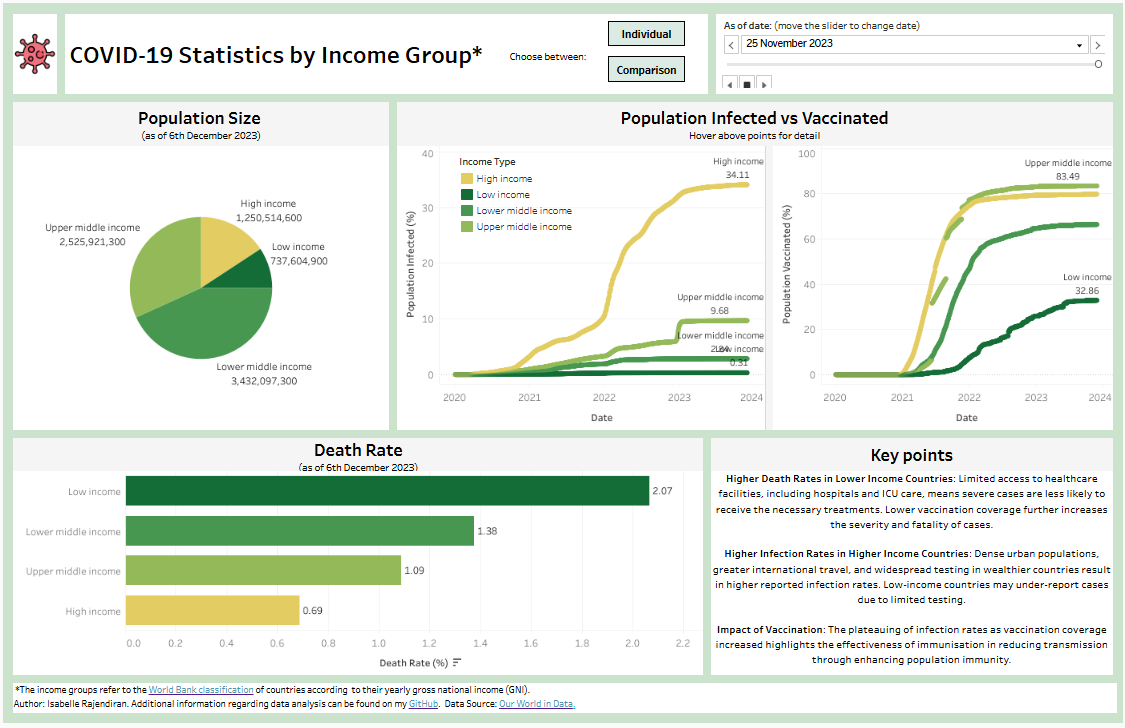 COVID-19 Statistics by Income Group*
Choose between:
Individual
Comparison
As of date: (move the slider to change date)
25 November 2023
Population Size
(as of 6th December 2023)
High income
1,250,514,600
Upper middle income
2,525,921,300
Low income
737,604,900
Lower middle income
3,432,097,300
Population Infected vs Vaccinated
Hover above points for detail
Income Type
High income
Low income
Lower middle income
Upper middle income
Population Infected (%)
40
30
20
10
0
High income
34.11
Upper middle income
9.68
Lower middle income
2.84
Low income
0.31
2020
2021
2022
2023
2024
Date
Population Vaccinated (%)
100
80
60
40
20
0
Upper middle income
83.49
Low income
32.86
2020
2021
2022
2023
2024
Date
Death Rate
(as of 6th December 2023)
Low income
2.07
Lower middle income
1.38
Upper middle income
1.09
High income
0.69
0.0 0.2 0.4 0.6 0.8 1.0 1.2 1.4 1.6 1.8 2.0 2.2
Death Rate (%)
Key points
Higher Death Rates in Lower Income Countries: Limited access to healthcare
facilities, including hospitals and ICU care, means severe cases are less likely to
receive the necessary treatments. Lower vaccination coverage further increases
the severity and fatality of cases.
Higher Infection Rates in Higher Income Countries: Dense urban populations,
greater international travel, and widespread testing in wealthier countries result
in higher reported infection rates. Low-income countries may under-report cases
due to limited testing.
Impact of Vaccination: The plateauing of infection rates as vaccination coverage
increased highlights the effectiveness of immunisation in reducing transmission
through enhancing population immunity.
*The income groups refer to the World Bank classification of countries according to their yearly gross national income (GNI).
Author: Isabelle Rajendiran. Additional information regarding data analysis can be found on my GitHub. Data Source: Our World in Data.